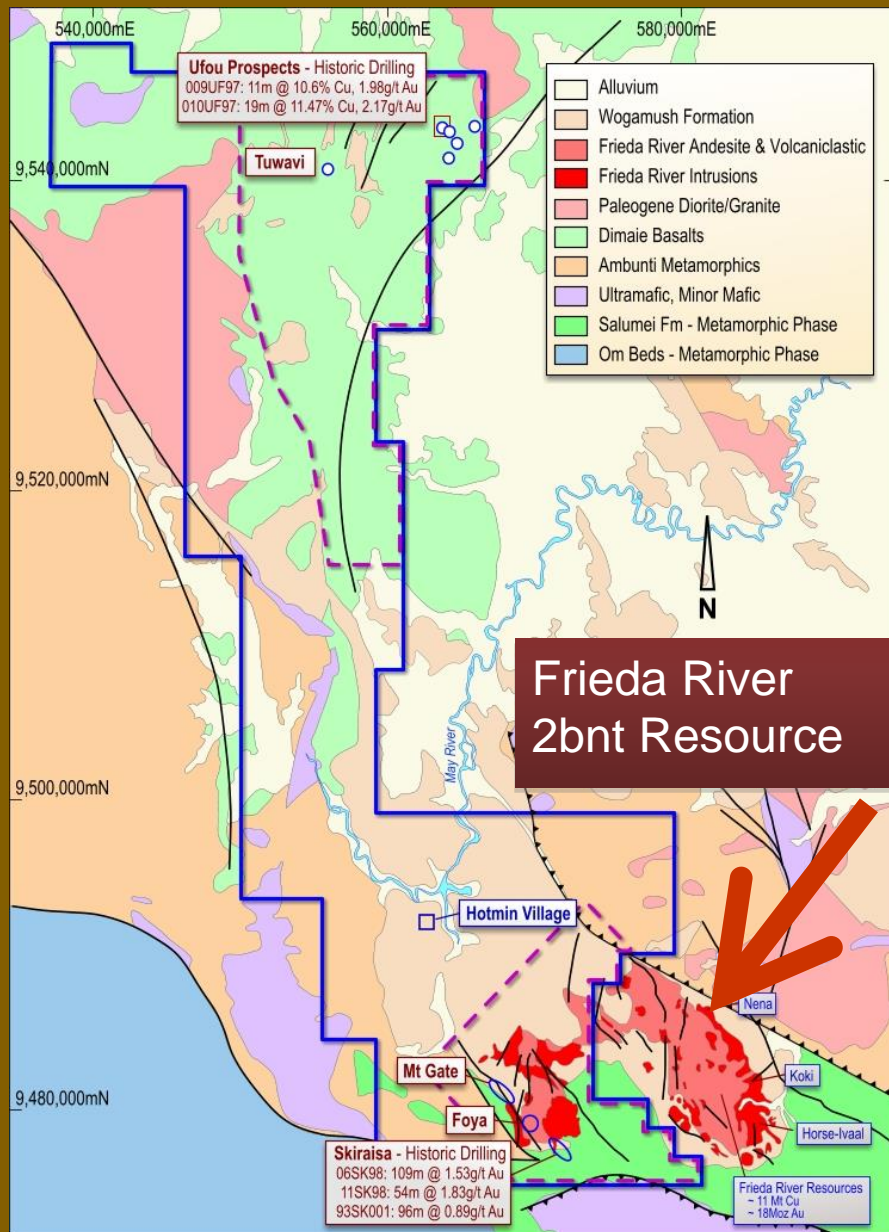 540,000mE
560,000mE
580,000mE
Ufou Prospects - Historic Drilling
009UF97: 11m @ 10.6% Cu, 1.98g/t Au
010UF97: 19m @ 11.47% Cu, 2.17g/t Au
Tuwavi
Alluvium
Wogamush Formation
Frieda River Andesite & Volcaniclastic
Frieda River Intrusions
Paleogene Diorite/Granite
Dimaie Basalts
Ambunti Metamorphics
Ultramafic, Minor Mafic
Salumei Fm - Metamorphic Phase
Om Beds - Metamorphic Phase
9,540,000mN
9,520,000mN
N
Frieda River
2bnt Resource
May River
9,500,000mN
Hotmin Village
Nena
Mt Gate
Koki
9,480,000mN
Foya
Horse-Ivaal
Skiraisa - Historic Drilling
06SK98: 109m @ 1.53g/t Au
11SK98: 54m @ 1.83g/t Au
93SK001: 96m @ 0.89g/t Au
Frieda River Resources
~ 11 Mt Cu
~ 18Moz Au